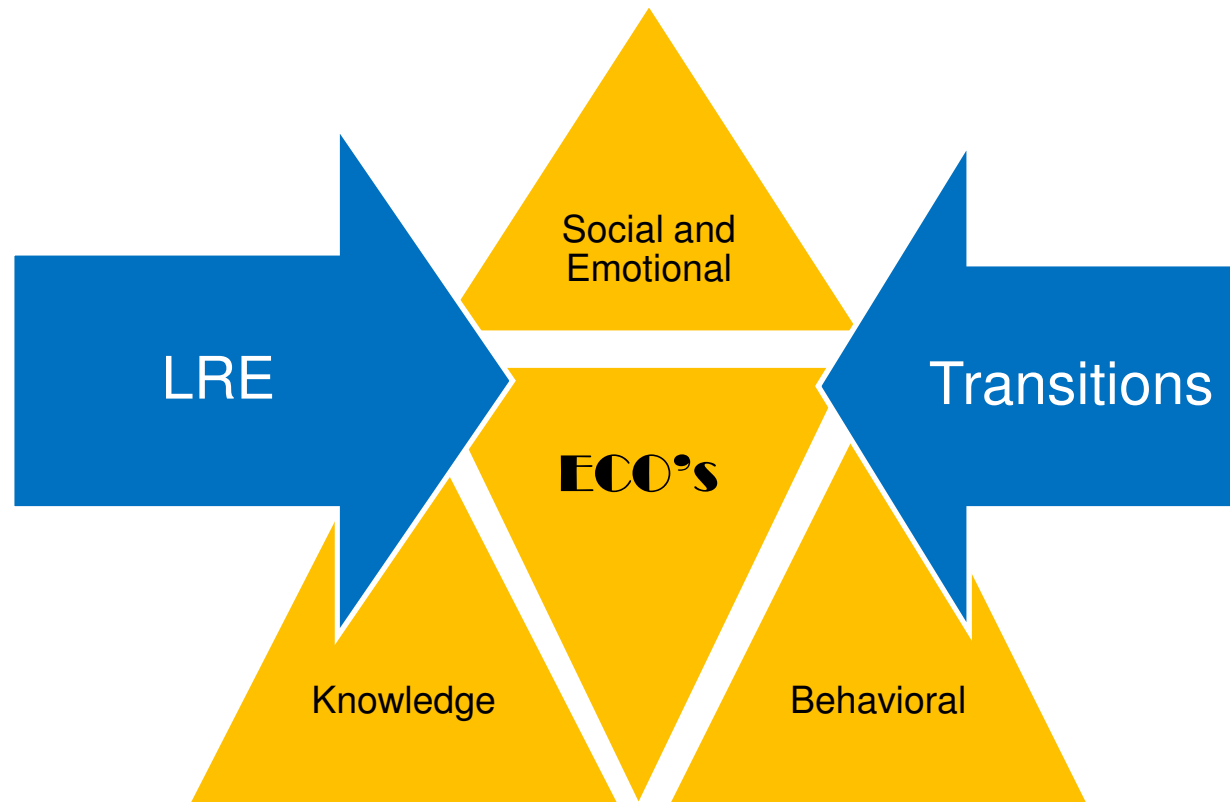 Social and
Emotional
LRE
Transitions
ECO’s
Knowledge
Behavioral